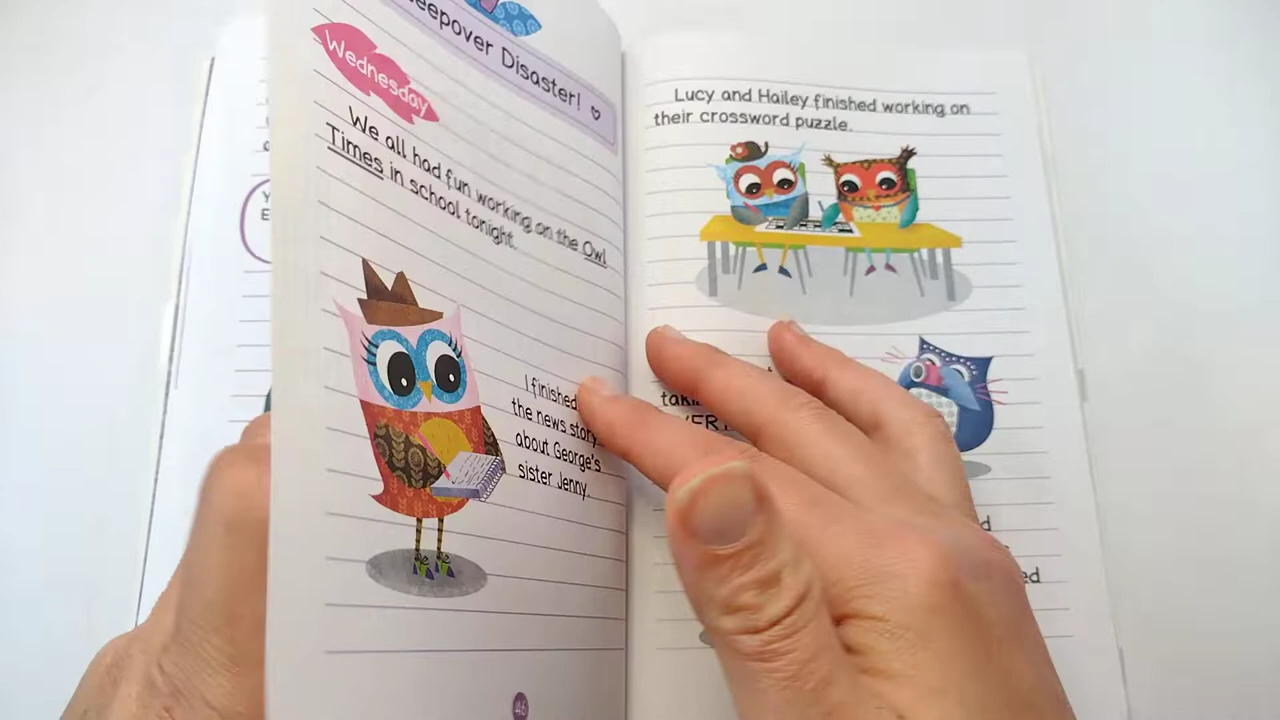 Disaster!
Wednesday
We all had fun working on the Owl
Times in school tonight.
I finished
the news story
about George's
sister Jenny.
46
Lucy and Hailey finished working on
their crossword puzzle.